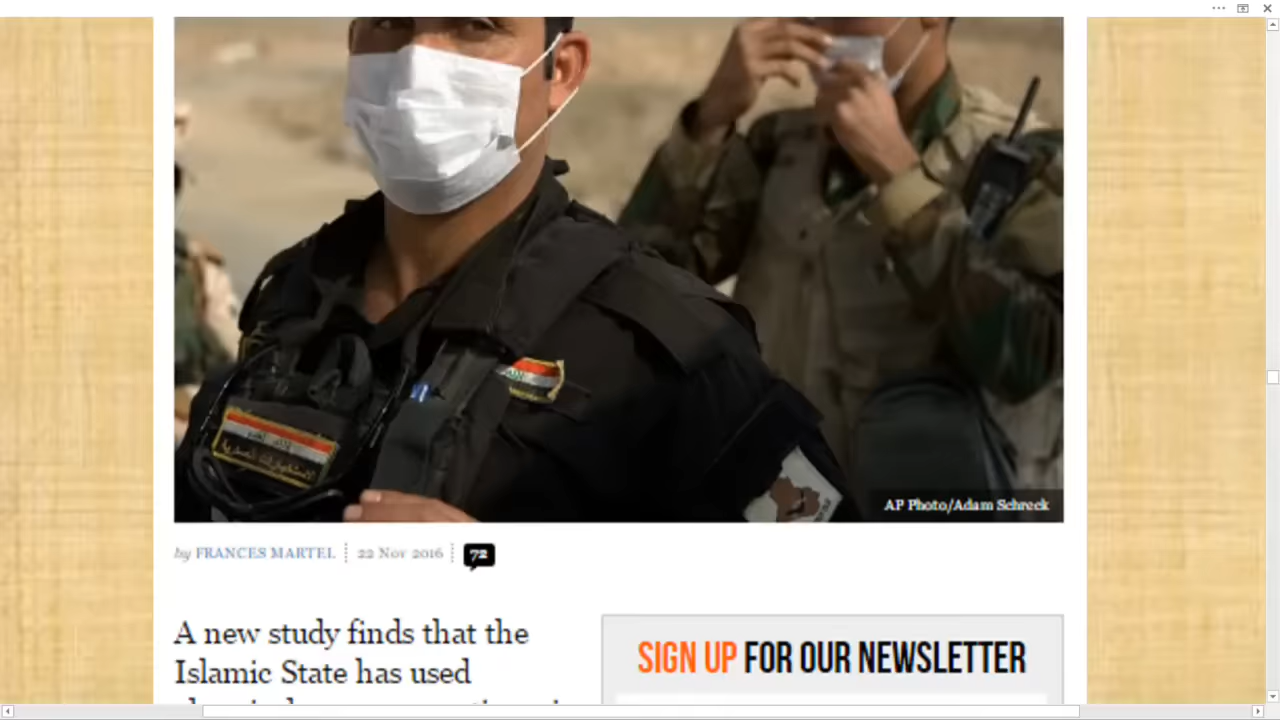 AP Photo/Adam Schreck
by FRANCES MARTEL
22 Nov 2016
72
A new study finds that the
Islamic State has used
SIGN UP FOR OUR NEWSLETTER